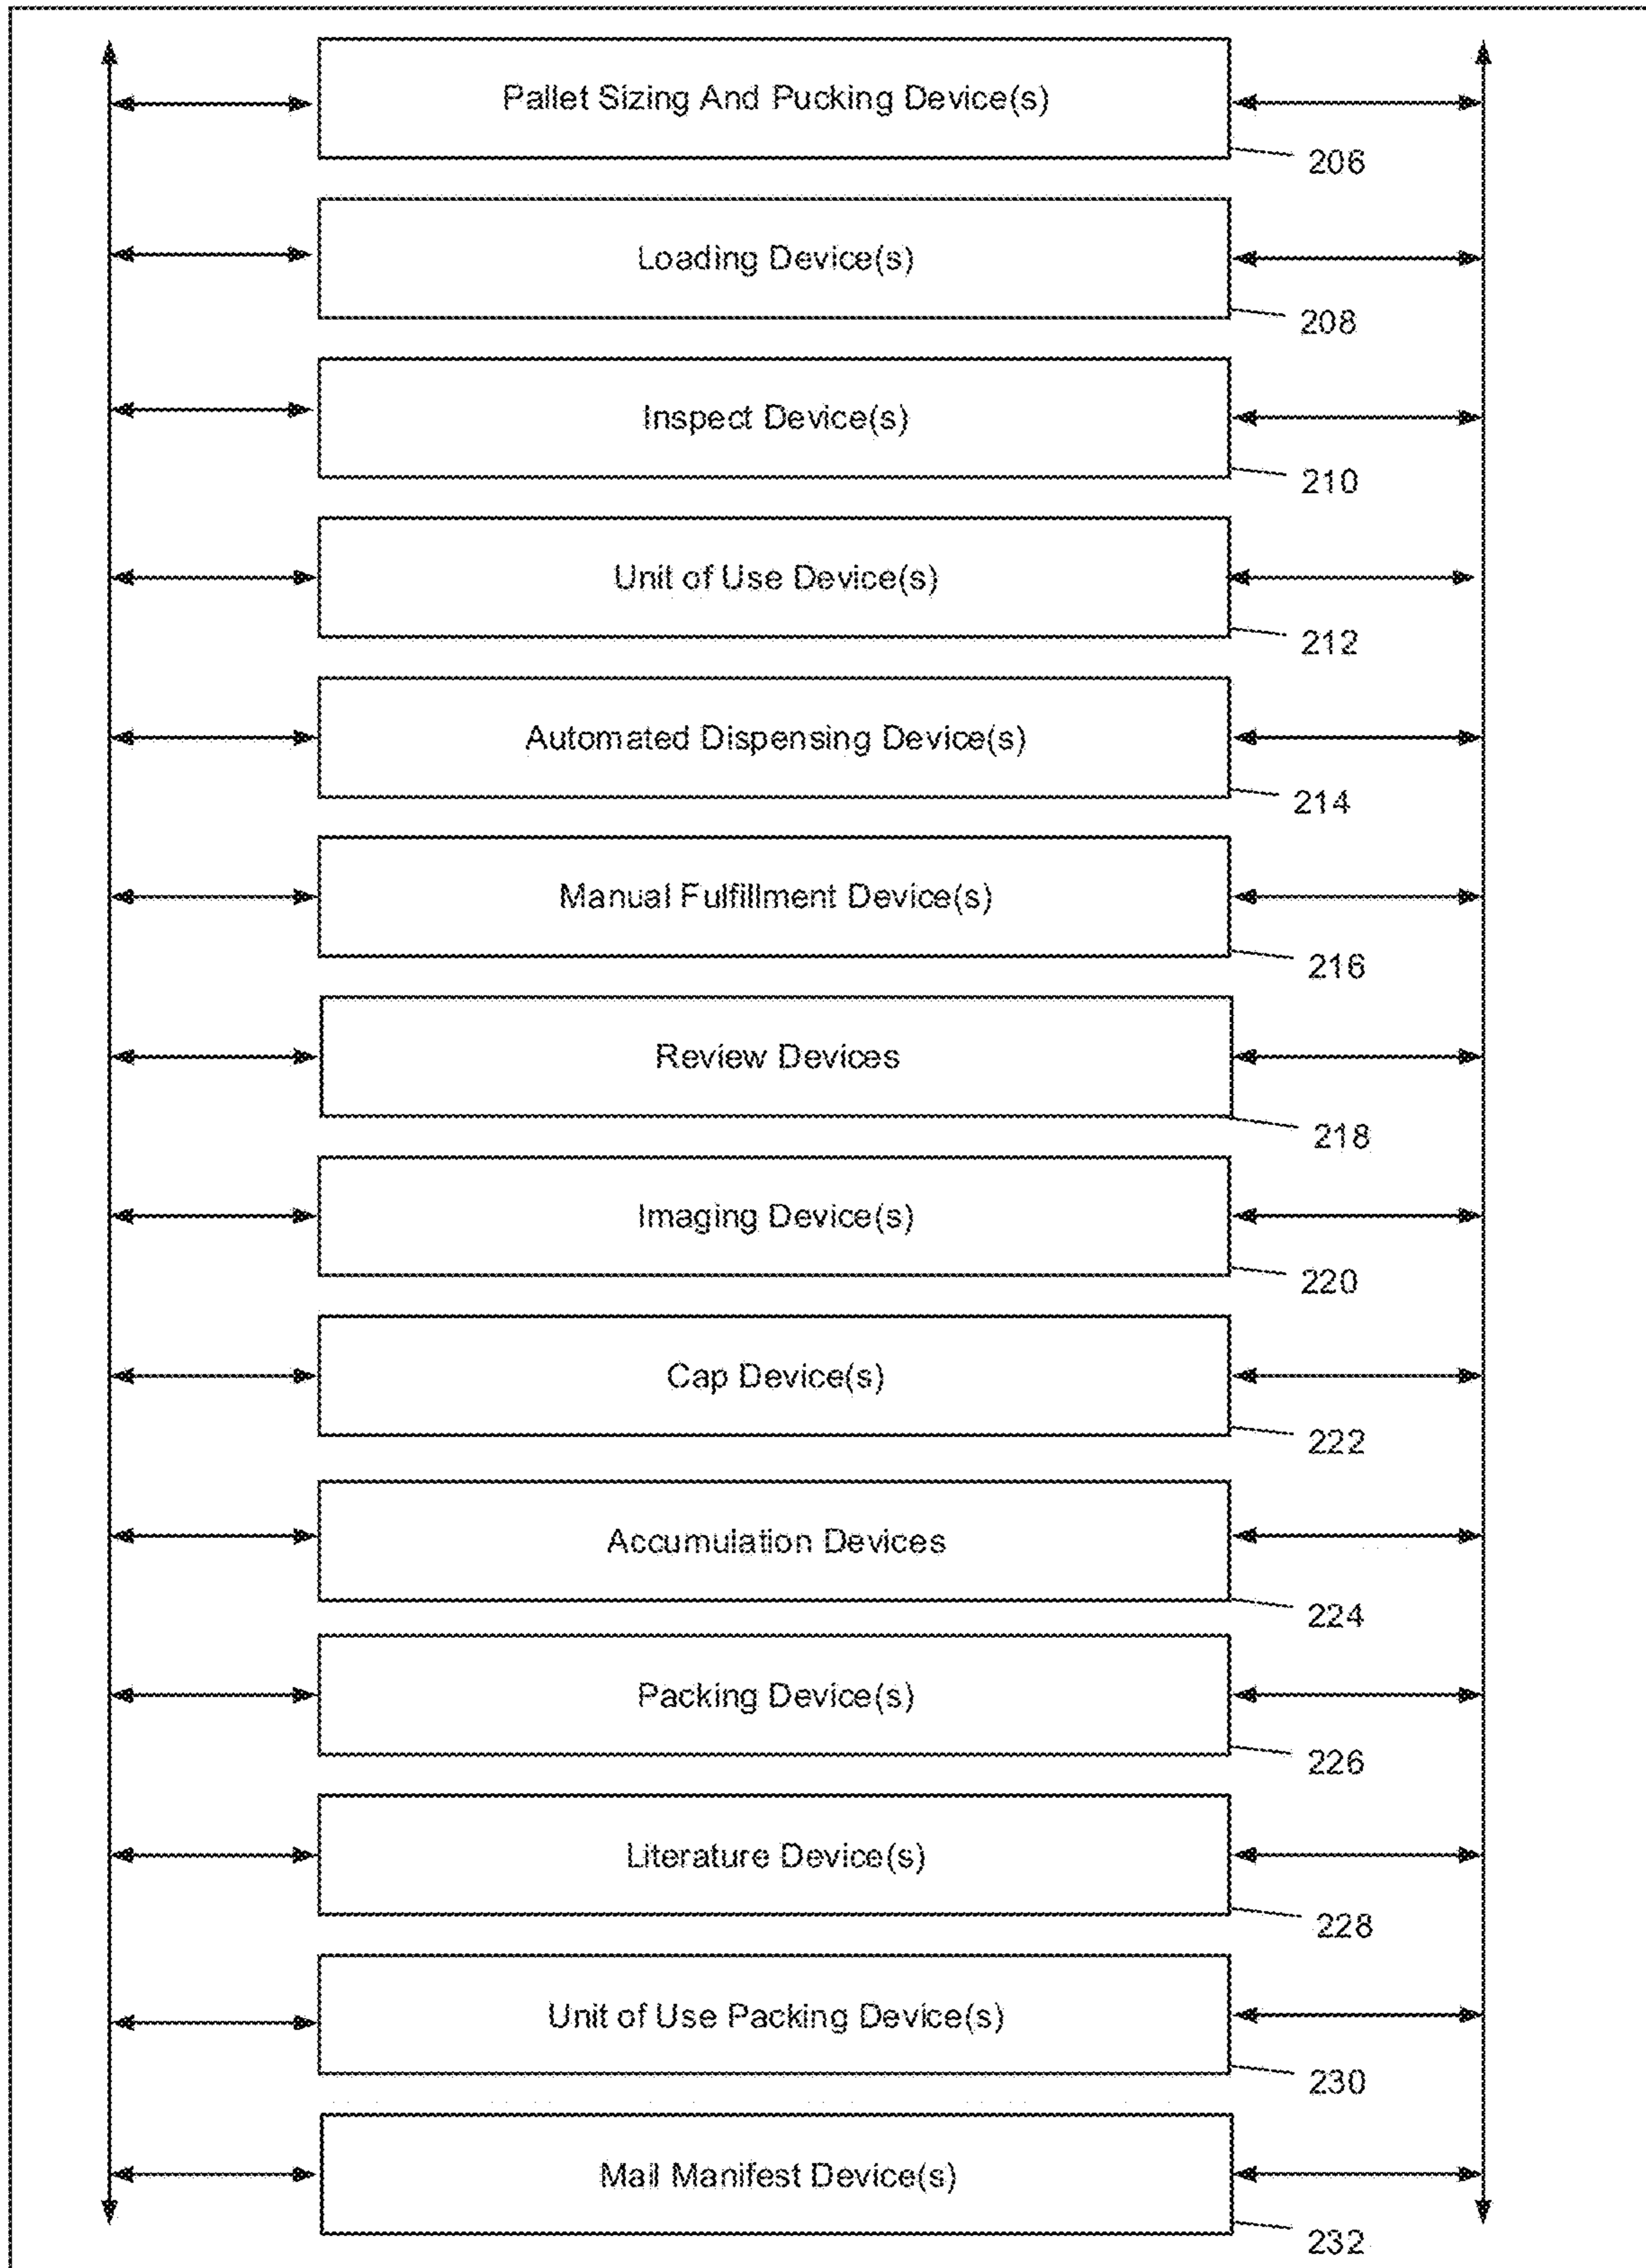 Pallet Sizing And Pucking Device(s)
206
Loading Device(s)
208
Inspect Device(s)
210
Unit of Use Device(s)
212
Automated Dispensing Device(s)
214
Manual Fulfillment Device(s)
216
Review Devices
218
Imaging Device(s)
220
Cap Device(s)
222
Accumulation Devices
224
Packing Device(s)
226
Literature Device(s)
228
Unit of Use Packing Device(s)
230
Mail Manifest Device(s)
232